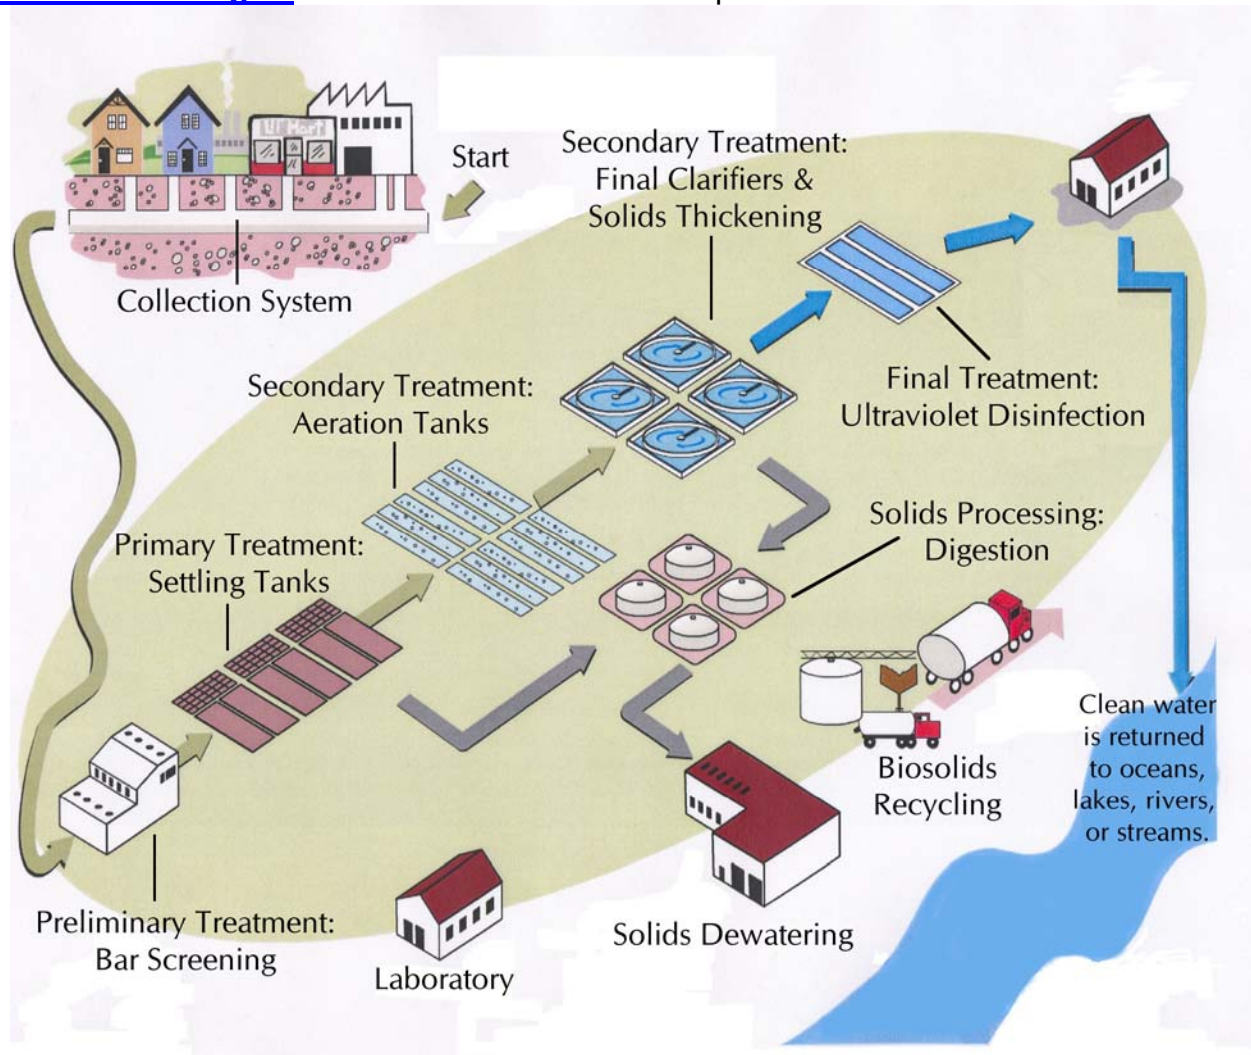 Lil' Mart
Start
Collection System
Secondary Treatment:
Final Clarifiers &
Solids Thickening
Secondary Treatment:
Aeration Tanks
Final Treatment:
Ultraviolet Disinfection
Primary Treatment:
Settling Tanks
Solids Processing:
Digestion
Clean water
is returned
to oceans,
lakes, rivers,
or streams.
Biosolids
Recycling
Preliminary Treatment:
Bar Screening
Laboratory
Solids Dewatering